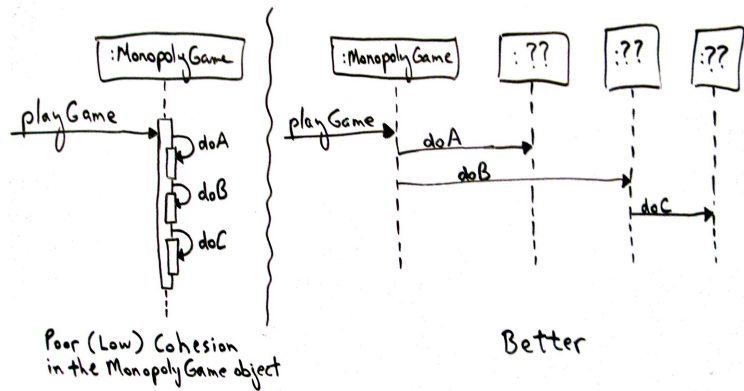 :MonopolyGame
playGame
doA
doB
doC
Poor (Low) Cohesion
in the MonopolyGame object
:MonopolyGame
:??
:??
:??
playGame
doA
doB
doC
Better